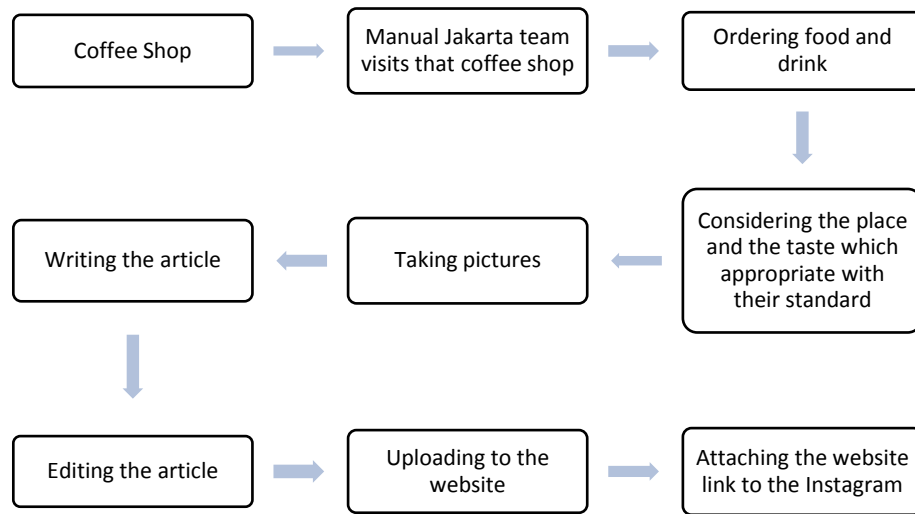 Coffee Shop
Manual Jakarta team
visits that coffee shop
Ordering food and
drink
Considering the place
and the taste which
appropriate with
their standard
Taking pictures
Writing the article
Editing the article
Uploading to the
website
Attaching the website
link to the Instagram